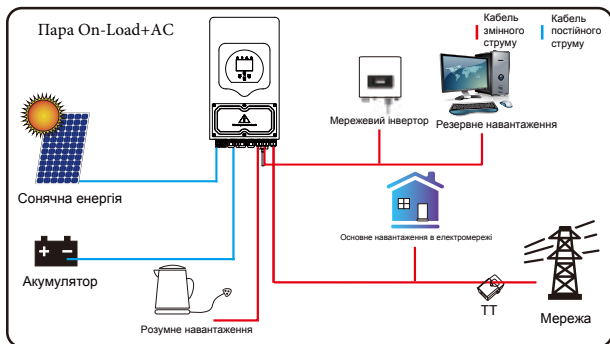 Пара On-Load+AC
Кабель
змінного
струму
Кабель
постійного
струму
Мережевий інвертор
Резервне навантаження
Сонячна енергія
Основне навантаження в електромережі
Акумулятор
ТТ
Мережа
Розумне навантаження